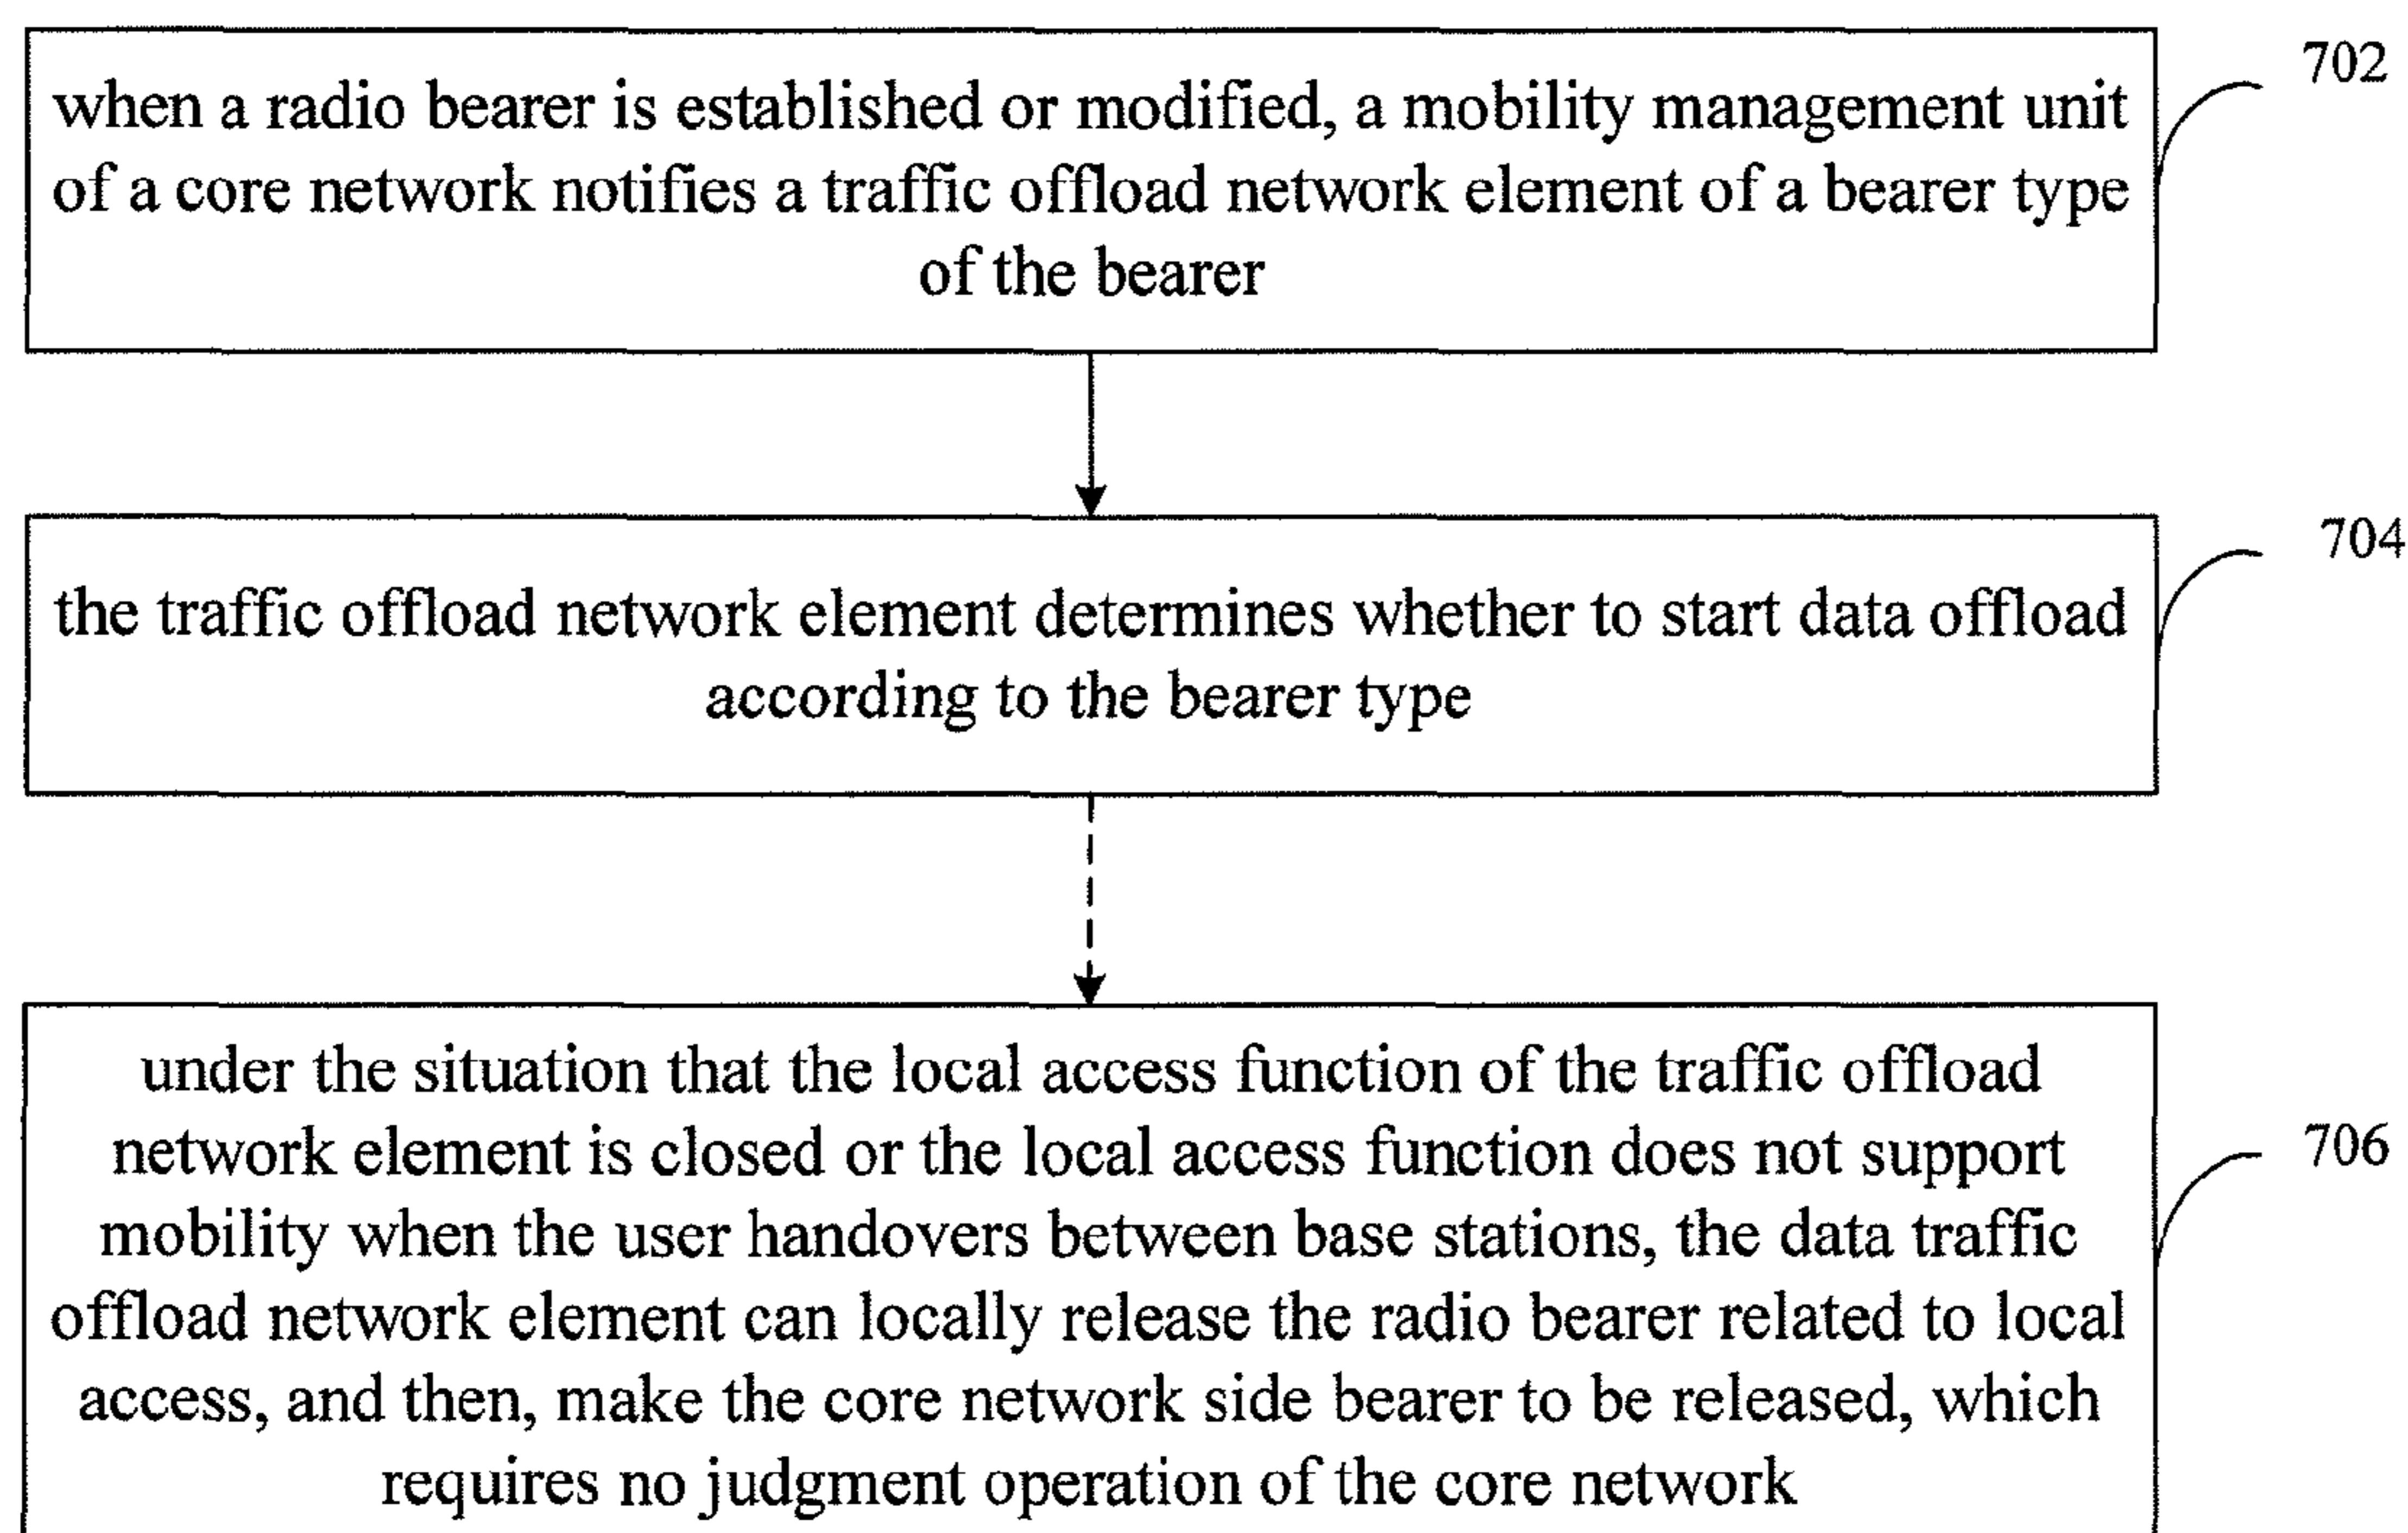 702
when a radio bearer is established or modified, a mobility management unit
of a core network notifies a traffic offload network element of a bearer type
of the bearer
704
the traffic offload network element determines whether to start data offload
according to the bearer type
under the situation that the local access function of the traffic offload
network element is closed or the local access function does not support
706
mobility when the user handovers between base stations, the data traffic
offload network element can locally release the radio bearer related to local
access, and then, make the core network side bearer to be released, which
requires no judgment operation of the core network